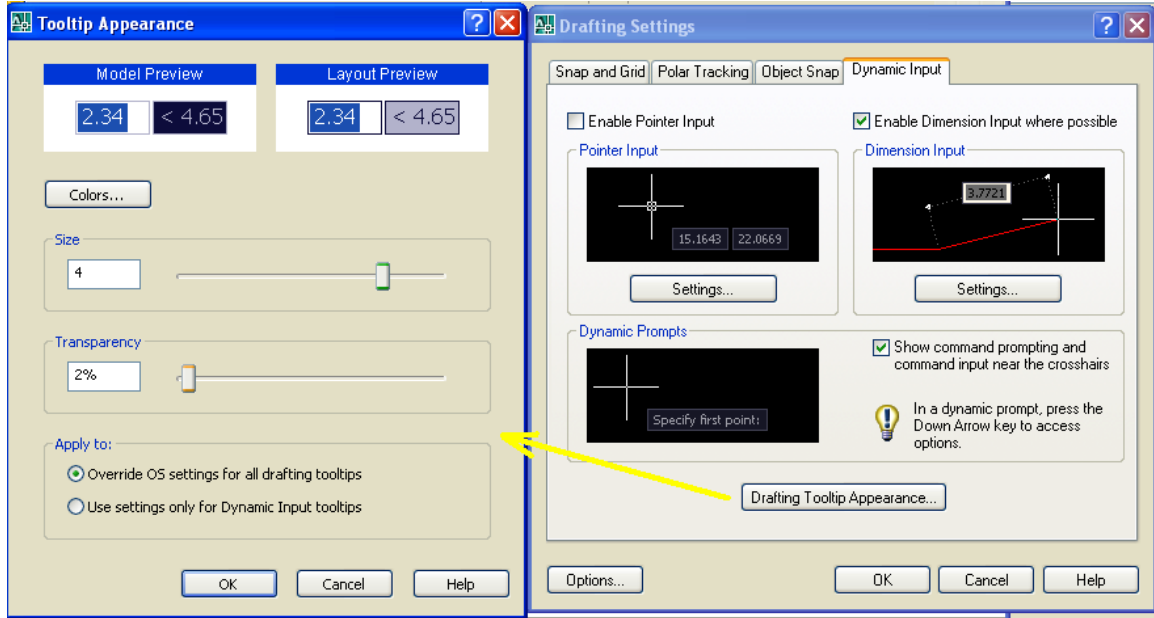 Tooltip Appearance
Model Preview
Layout Preview
2.34 < 4.65
2.34 < 4.65
Colors...
Size
4
Transparency
2%
Apply to:
Override OS settings for all drafting tooltips
Use settings only for Dynamic Input tooltips
OK
Cancel
Help
Drafting Settings
Snap and Grid
Polar Tracking
Object Snap
Dynamic Input
Enable Pointer Input
Enable Dimension Input where possible
Pointer Input
15.1643 22.0669
Settings...
Dimension Input
3.7721
Settings...
Dynamic Prompts
Specify first point:
Show command prompting and
command input near the crosshairs
In a dynamic prompt, press the
Down Arrow key to access
options.
Drafting Tooltip Appearance...
Options...
OK
Cancel
Help